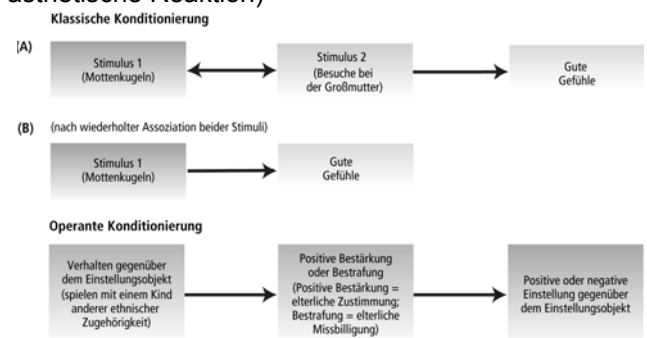 ästhetische Reaktion)
Klassische Konditionierung
(A)
Stimulus 1
(Mottenkugeln)
Stimulus 2
(Besuche bei
der Großmutter)
Gute
Gefühle
(B) (nach wiederholter Assoziation beider Stimuli)
Stimulus 1
(Mottenkugeln)
Gute
Gefühle
Operante Konditionierung
Verhalten gegenüber
dem Einstellungsobjekt
(spielen mit einem Kind
anderer ethnischer
Zugehörigkeit)
Positive Bestärkung
oder Bestrafung
(Positive Bestärkung =
elterliche Zustimmung;
Bestrafung = elterliche
Missbilligung)
Positive oder negative
Einstellung gegenüber
dem Einstellungsobjekt